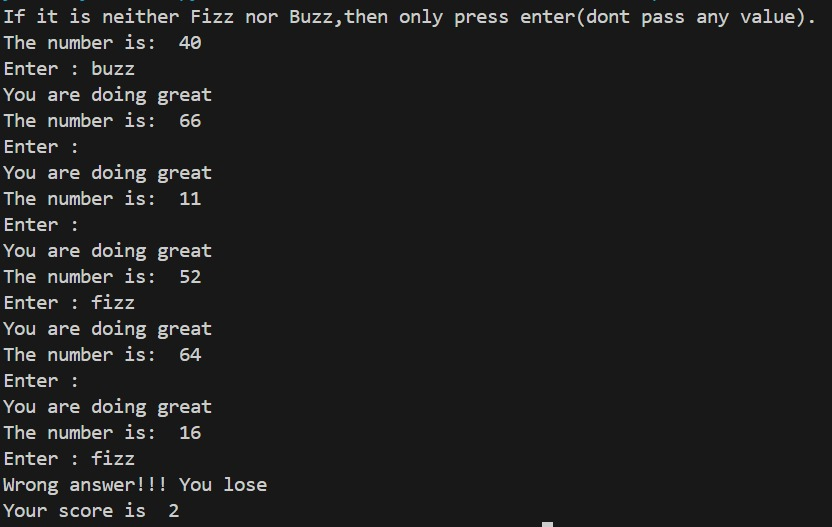 If it is neither Fizz nor Buzz,then only press enter(dont pass any value).
The number is:  40
Enter : buzz
You are doing great
The number is:  66
Enter :
You are doing great
The number is:  11
Enter :
You are doing great
The number is:  52
Enter : fizz
You are doing great
The number is:  64
Enter :
You are doing great
The number is:  16
Enter : fizz
Wrong answer!!! You lose
Your score is  2